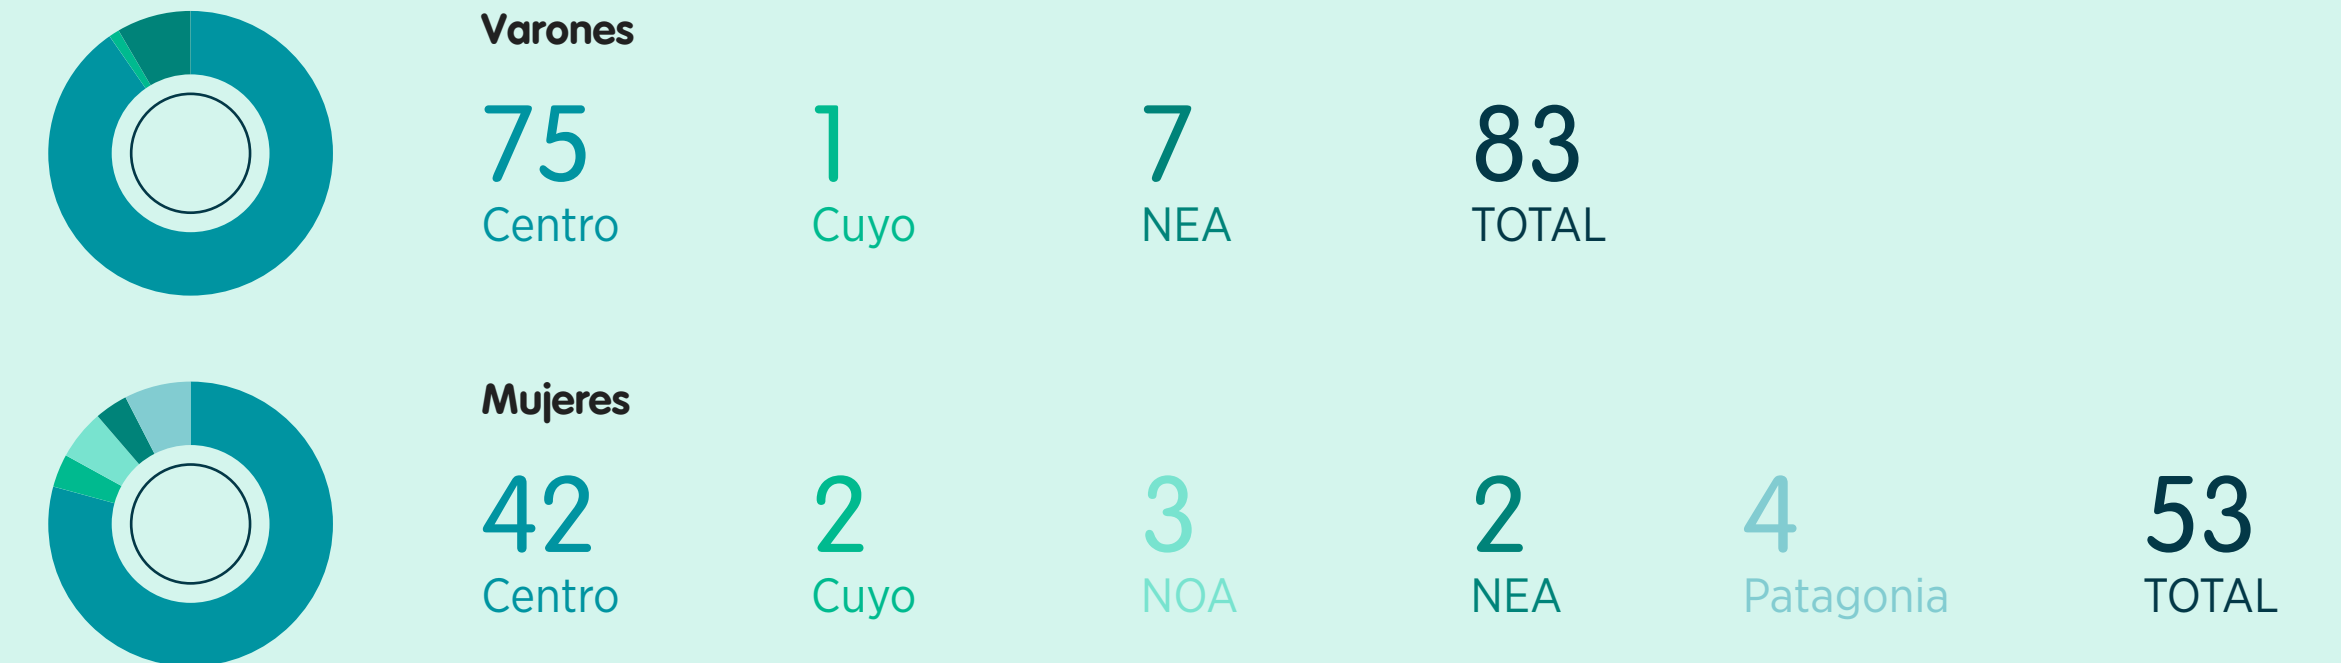 Varones
75 1 7 83
Centro Cuyo NEA TOTAL
Mujeres
42 2 3 2 4 53
Centro Cuyo NOA NEA Patagonia TOTAL